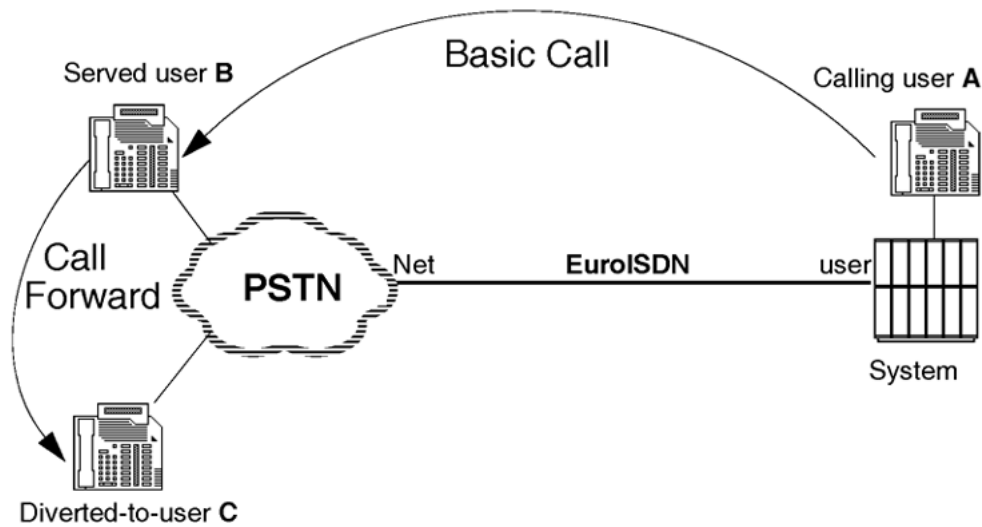 Basic Call
Served user B
Calling user A
Call
Forward
PSTN
Net
EuroISDN
user
System
Diverted-to-user C